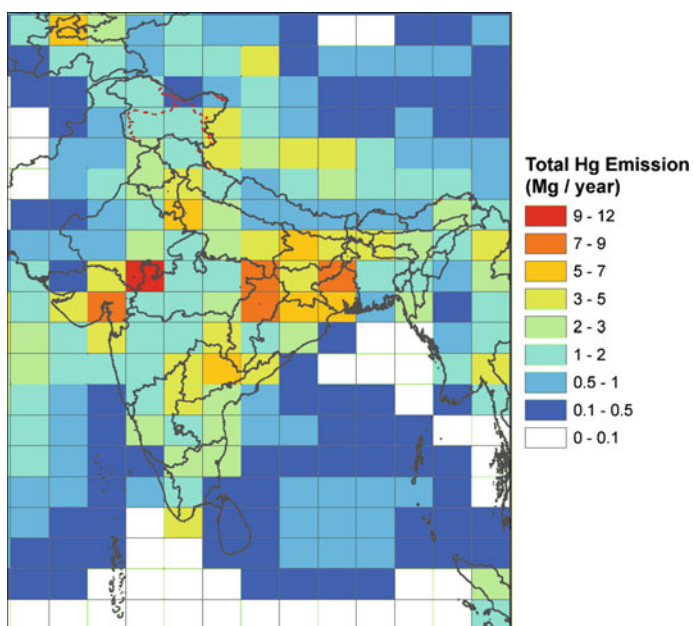 Total Hg Emission
(Mg / year)
9 - 12
7 - 9
5 - 7
3 - 5
2 - 3
1 - 2
0.5 - 1
0.1 - 0.5
0 - 0.1